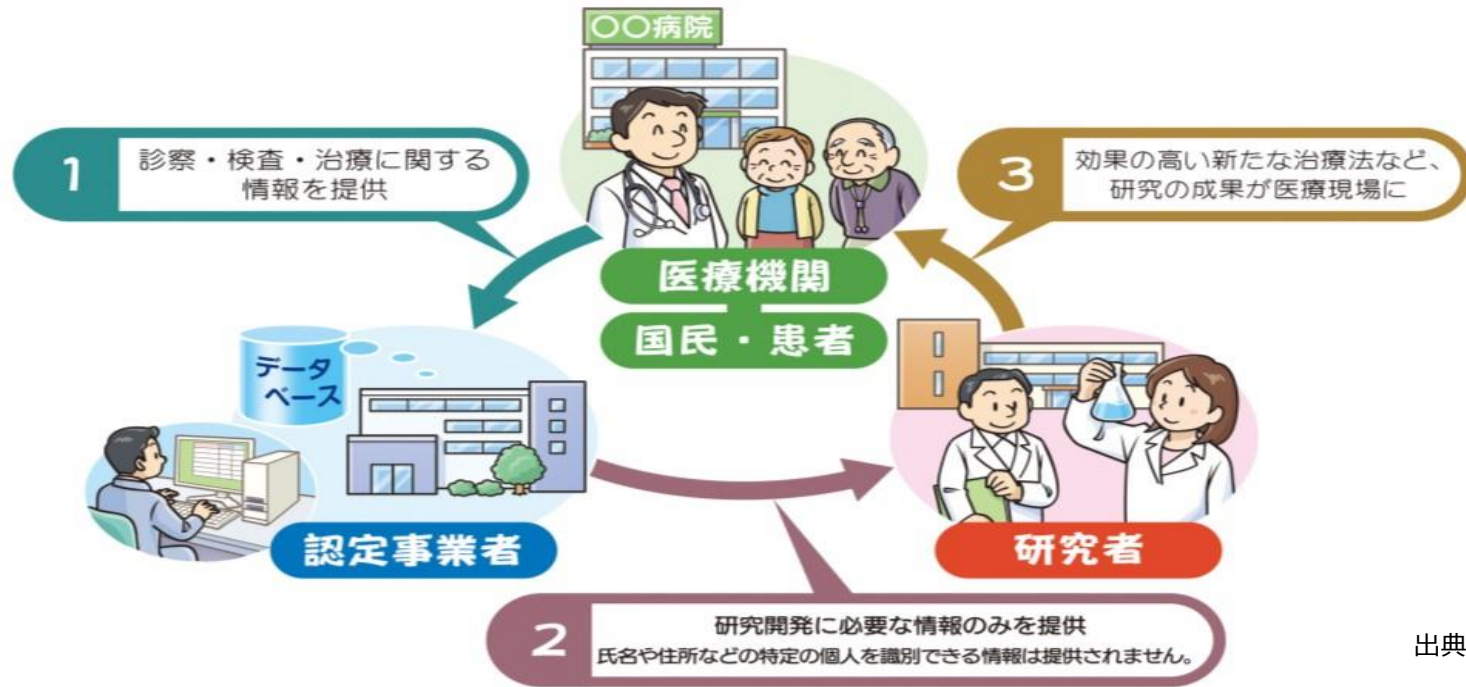 〇〇病院
1
診察・検査・治療に関する
情報を提供
3
効果の高い新たな治療法など、
研究の成果が医療現場に
医療機関
国民・患者
データ
ベース
認定事業者
研究者
2
研究開発に必要な情報のみを提供
氏名や住所などの特定の個人を識別できる情報は提供されません。
出典